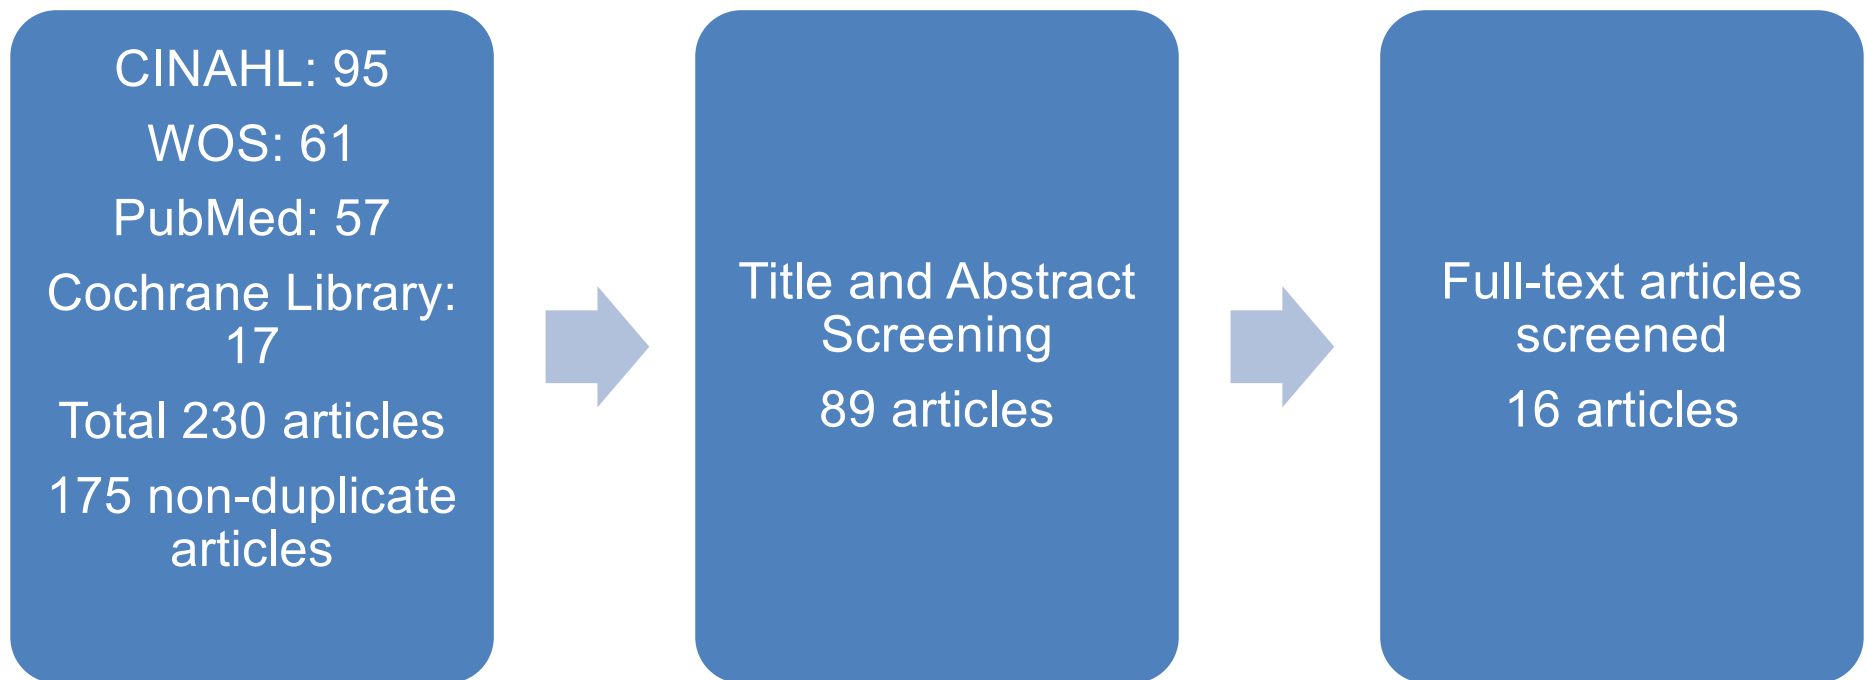 CINAHL: 95
WOS: 61
PubMed: 57
Cochrane Library:
17
Total 230 articles
175 non-duplicate
articles
Title and Abstract
Screening
89 articles
Full-text articles
screened
16 articles